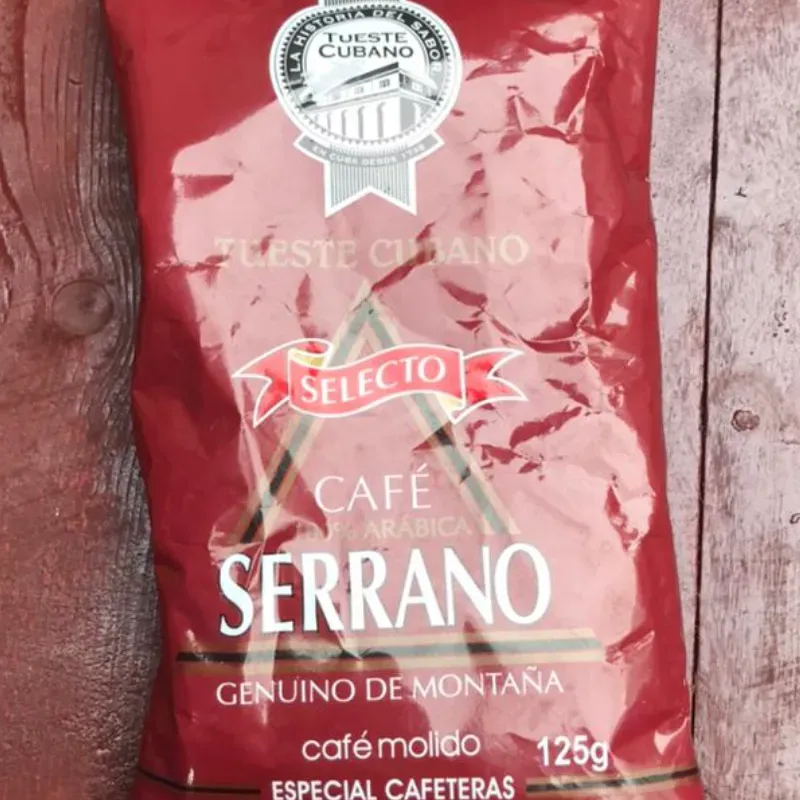 LA HISTORIA DEL SABOR
TUESTE
CUBANO
TUESTE CUBANO
SELECTO
CAFÉ
100% ARÁBICA
SERRANO
GENUINO DE MONTAÑA
café molido 125g
ESPECIAL CAFETERAS